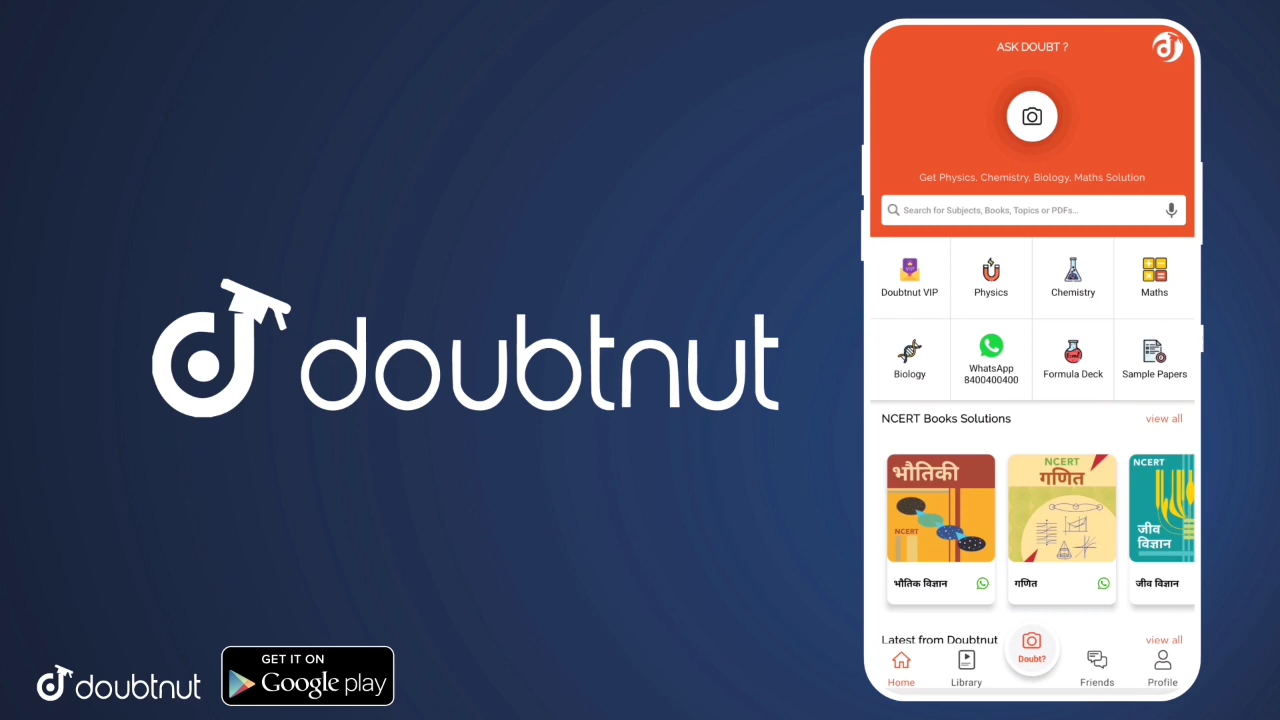 doubtnut
doubtnut
GET IT ON
Google play
ASK DOUBT ?
Get Physics, Chemistry, Biology, Maths Solution
Search for Subjects, Books, Topics or PDFs...
VIP
Doubtnut VIP
Physics
Chemistry
Maths
Biology
WhatsApp
8400400400
Formula Deck
Sample Papers
NCERT Books Solutions
view all
भौतिकी
NCERT
भौतिक विज्ञान
NCERT
गणित
गणित
NCERT
जीव
विज्ञान
जीव विज्ञान
Latest from Doubtnut
view all
Home
Library
Doubt?
Friends
Profile